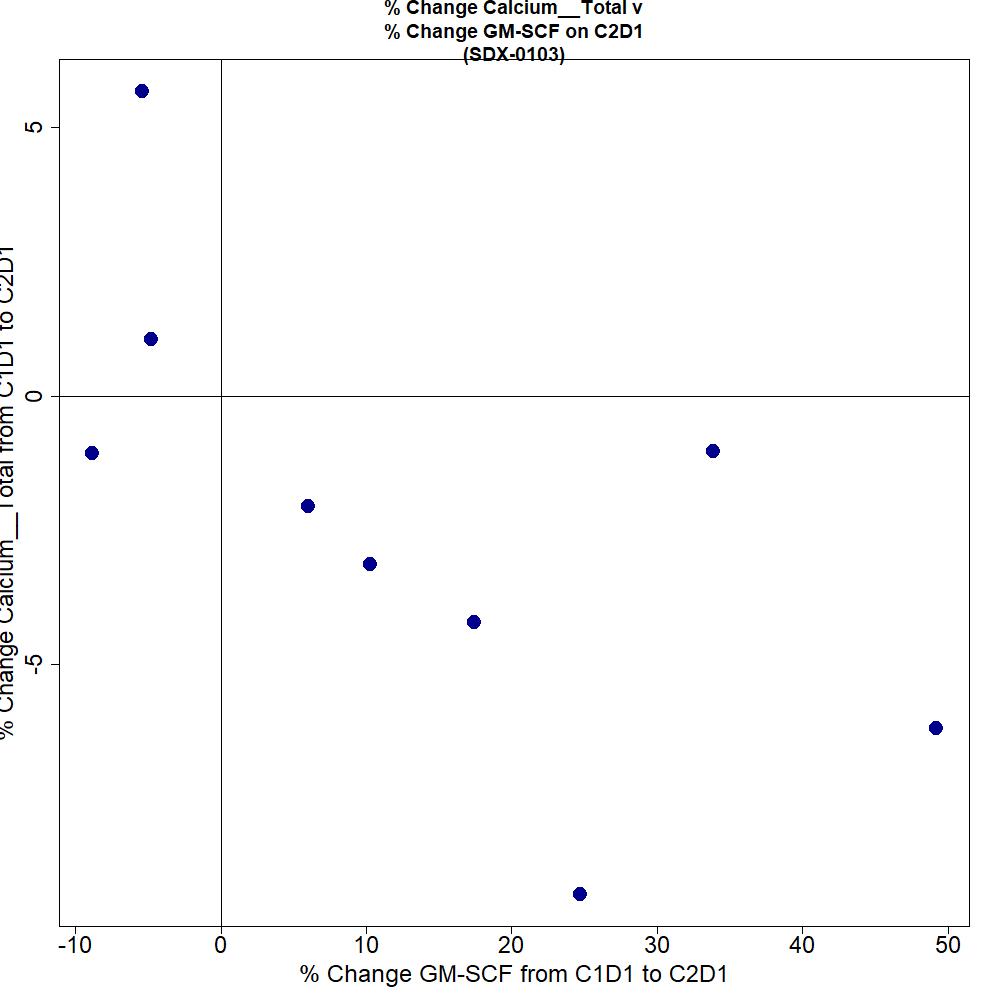 % Change Calcium__Total v
% Change GM-SCF on C2D1
(SDX-0103)
5
0
-5
% Change Calcium__Total from C1D1 to C2D1
-10 0 10 20 30 40 50
% Change GM-SCF from C1D1 to C2D1